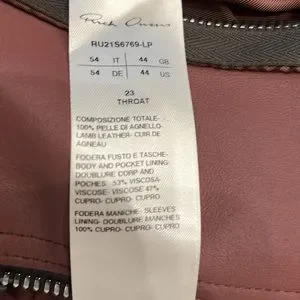 Rick Owens
RU21S6769-LP
54 IT 44 GB
54 DE 44 US
23
THROAT
COMPOSIZIONE TOTALE-
100% PELLE DI AGNELLO-
LAMB LEATHER- CUIR DE
AGNEAU
FODERA FUSTO E TASCHE-
BODY AND POCKET LINING-
DOUBLURE CORP AND
POCHES - 53% VISCOSA-
VISCOSE- VISCOSE 47%
CUPRO- CUPRO- CUPRO
FODERA MANICHE- SLEEVES
LINING- DOUBLURE MANCHES
100% CUPRO- CUPRO- CUPRO